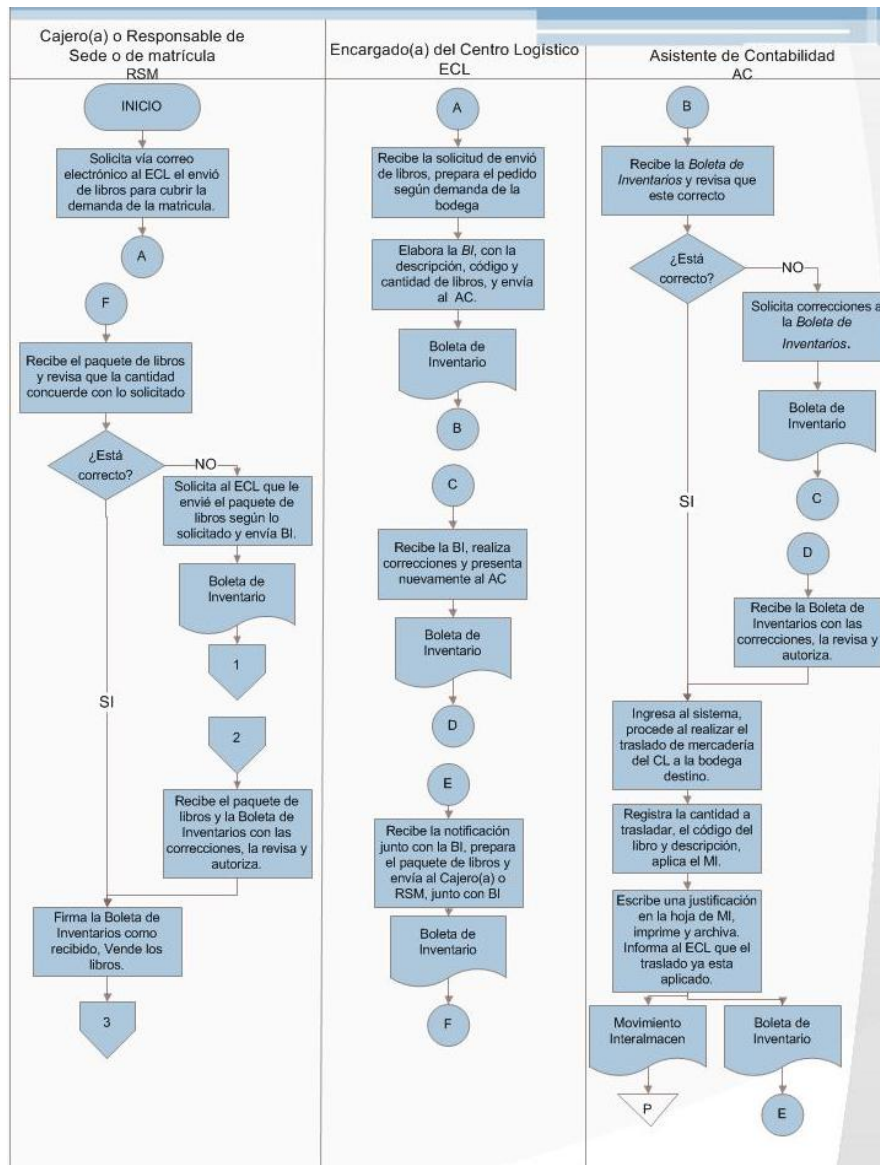 Cajero(a) o Responsable de
Sede o de matrícula
RSM
INICIO
Solicita vía correo
electrónico al ECL el envió
de libros para cubrir la
demanda de la matricula.
A
F
Recibe el paquete de libros
y revisa que la cantidad
concuerde con lo solicitado
¿Está
correcto?
NO
Solicita al ECL que le
envié el paquete de
libros según lo
solicitado y envía BI.
Boleta de
Inventario
1
SI
2
Recibe el paquete de
libros y la Boleta de
Inventarios con las
correcciones, la revisa y
autoriza.
Firma la Boleta de
Inventarios como
recibido, Vende los
libros.
3
Encargado(a) del Centro Logístico
ECL
A
Recibe la solicitud de envió
de libros, prepara el pedido
según demanda de la
bodega
Elabora la BI, con la
descripción, código y
cantidad de libros, y envía
al AC.
Boleta de
Inventario
B
C
Recibe la BI, realiza
correcciones y presenta
nuevamente al AC
Boleta de
Inventario
D
E
Recibe la notificación
junto con la BI, prepara
el paquete de libros y
envía al Cajero(a) o
RSM, junto con BI
Boleta de
Inventario
F
Asistente de Contabilidad
AC
B
Recibe la Boleta de
Inventarios y revisa que
este correcto
¿Está
correcto?
NO
Solicita correcciones a
la Boleta de
Inventarios.
Boleta de
Inventario
C
SI
D
Recibe la Boleta de
Inventarios con las
correcciones, la revisa y
autoriza.
Ingresa al sistema,
procede al realizar el
traslado de mercadería
del CL a la bodega
destino.
Registra la cantidad a
trasladar, el código del
libro y descripción,
aplica el MI.
Escribe una justificación
en la hoja de MI,
imprime y archiva.
Informa al ECL que el
traslado ya esta
aplicado.
Movimiento
Interalmacen
P
Boleta de
Inventario
E